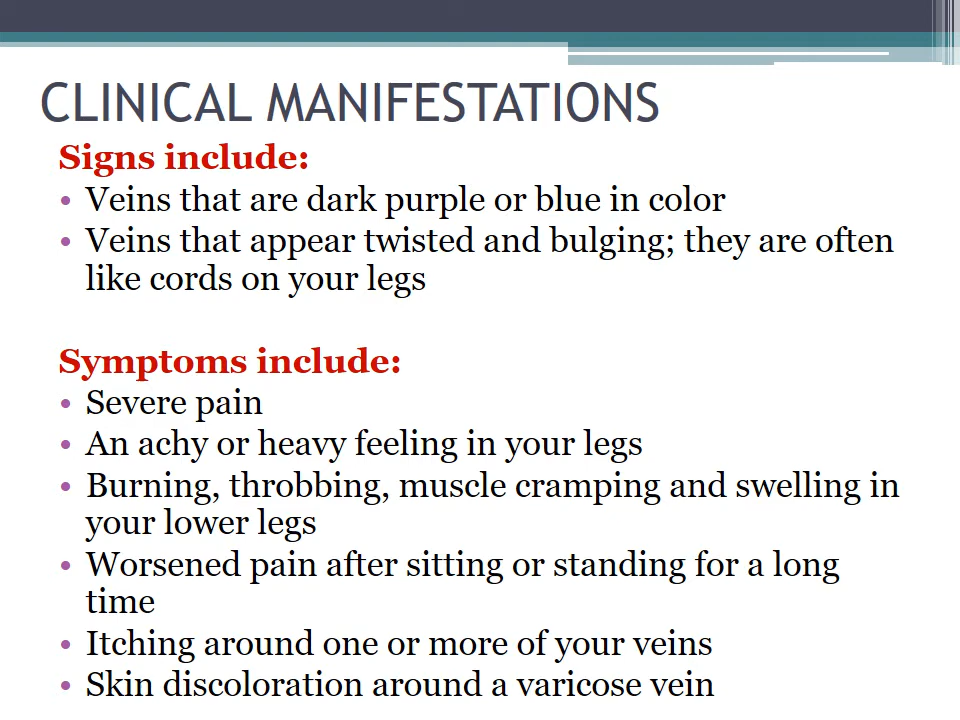 CLINICAL MANIFESTATIONS
Signs include:
• Veins that are dark purple or blue in color
• Veins that appear twisted and bulging; they are often
like cords on your legs
Symptoms include:
• Severe pain
• An achy or heavy feeling in your legs
• Burning, throbbing, muscle cramping and swelling in
your lower legs
• Worsened pain after sitting or standing for a long
time
• Itching around one or more of your veins
• Skin discoloration around a varicose vein